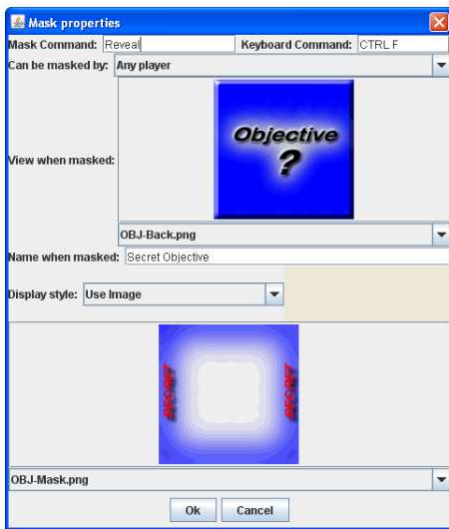 Mask properties
Mask Command: Reveal Keyboard Command: CTRL F
Can be masked by: Any player
Objective
?
View when masked:
OBJ-Back.png
Name when masked: Secret Objective
Display style: Use Image
SECRET SECRET
OBJ-Mask.png
Ok Cancel